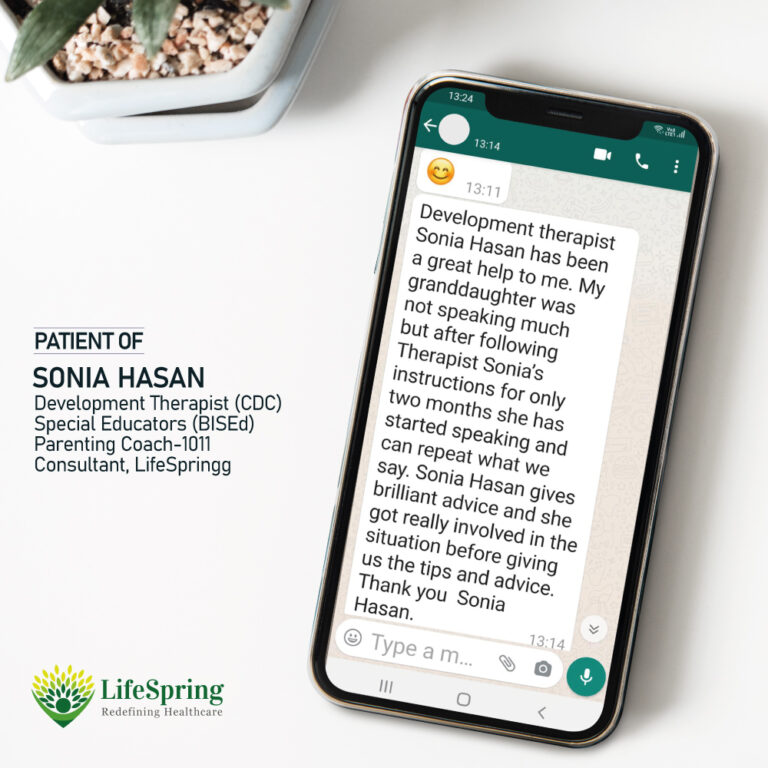 PATIENT OF
SONIA HASAN
Development Therapist (CDC)
Special Educators (BISEd)
Parenting Coach-1011
Consultant, LifeSpringg
LifeSpring
Redefining Healthcare
13:24
13:14
13:11
Development therapist
Sonia Hasan has been
a great help to me. My
granddaughter was
not speaking much
but after following
Therapist Sonia's
instructions for only
two months she has
started speaking and
can repeat what we
say. Sonia Hasan gives
brilliant advice and she
got really involved in the
situation before giving
us the tips and advice.
Thank you Sonia
Hasan.
13:14
Type a m...